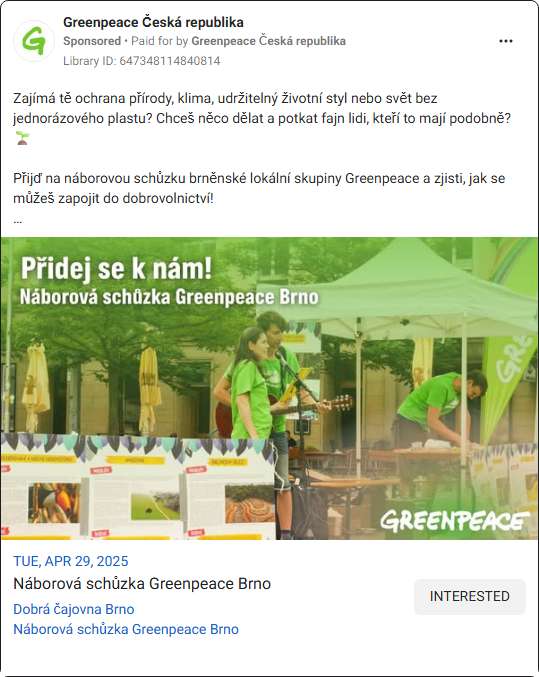 Greenpeace Česká republika
Sponsored • Paid for by Greenpeace Česká republika
Library ID: 647348114840814
Zajímá tě ochrana přírody, klima, udržitelný životní styl nebo svět bez
jednorázového plastu? Chceš něco dělat a potkat fajn lidi, kteří to mají podobně?
🌱
Přijď na náborovou schůzku brněnské lokální skupiny Greenpeace a zjisti, jak se
můžeš zapojit do dobrovolnictví!
...
Přidej se k nám!
Náborová schůzka Greenpeace Brno
GREENPEACE
TUE, APR 29, 2025
Náborová schůzka Greenpeace Brno
INTERESTED
Dobrá čajovna Brno
Náborová schůzka Greenpeace Brno